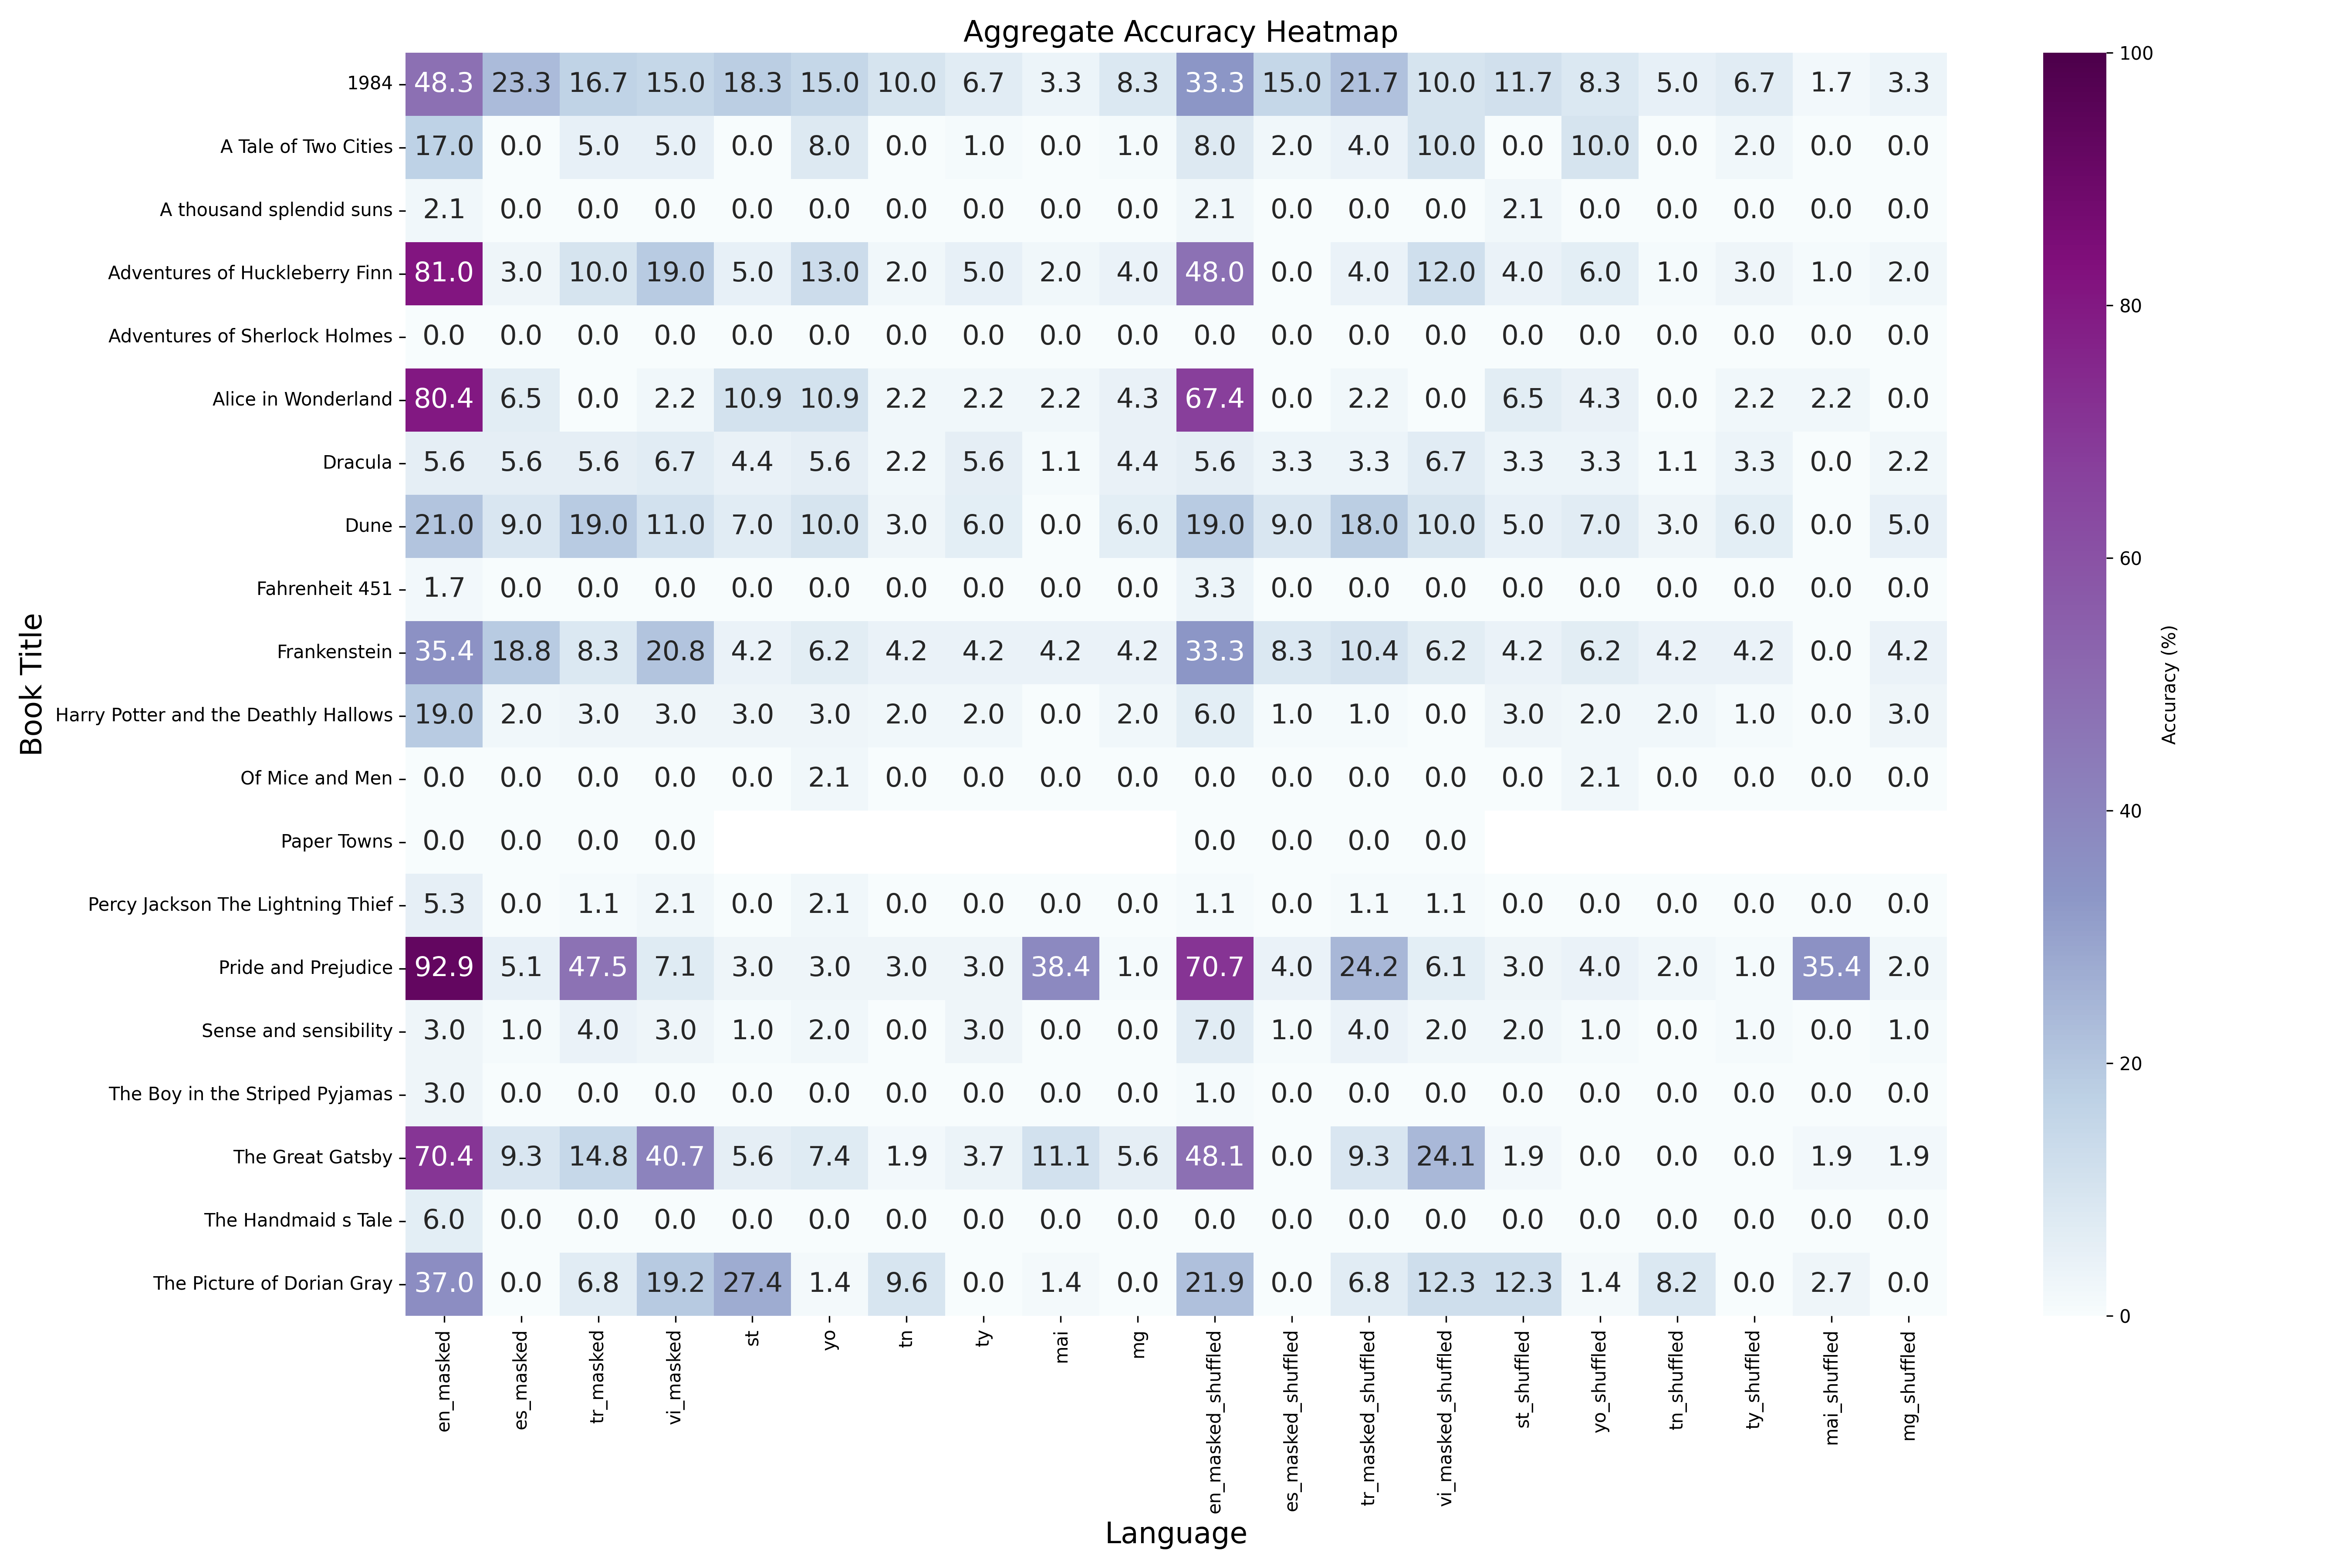 Aggregate Accuracy Heatmap
1984 48.3 23.3 16.7 15.0 18.3 15.0 10.0 6.7 3.3 8.3 33.3 15.0 21.7 10.0 11.7 8.3 5.0 6.7 1.7 3.3
A Tale of Two Cities 17.0 0.0 5.0 5.0 0.0 8.0 0.0 1.0 0.0 1.0 8.0 2.0 4.0 10.0 0.0 10.0 0.0 2.0 0.0 0.0
A thousand splendid suns 2.1 0.0 0.0 0.0 0.0 0.0 0.0 0.0 0.0 0.0 2.1 0.0 0.0 0.0 2.1 0.0 0.0 0.0 0.0 0.0
Adventures of Huckleberry Finn 81.0 3.0 10.0 19.0 5.0 13.0 2.0 5.0 2.0 4.0 48.0 0.0 4.0 12.0 4.0 6.0 1.0 3.0 1.0 2.0
Adventures of Sherlock Holmes 0.0 0.0 0.0 0.0 0.0 0.0 0.0 0.0 0.0 0.0 0.0 0.0 0.0 0.0 0.0 0.0 0.0 0.0 0.0 0.0
Alice in Wonderland 80.4 6.5 0.0 2.2 10.9 10.9 2.2 2.2 2.2 4.3 67.4 0.0 2.2 0.0 6.5 4.3 0.0 2.2 2.2 0.0
Dracula 5.6 5.6 5.6 6.7 4.4 5.6 2.2 5.6 1.1 4.4 5.6 3.3 3.3 6.7 3.3 3.3 1.1 3.3 0.0 2.2
Dune 21.0 9.0 19.0 11.0 7.0 10.0 3.0 6.0 0.0 6.0 19.0 9.0 18.0 10.0 5.0 7.0 3.0 6.0 0.0 5.0
Fahrenheit 451 1.7 0.0 0.0 0.0 0.0 0.0 0.0 0.0 0.0 0.0 3.3 0.0 0.0 0.0 0.0 0.0 0.0 0.0 0.0 0.0
Frankenstein 35.4 18.8 8.3 20.8 4.2 6.2 4.2 4.2 4.2 4.2 33.3 8.3 10.4 6.2 4.2 6.2 4.2 4.2 0.0 4.2
Harry Potter and the Deathly Hallows 19.0 2.0 3.0 3.0 3.0 3.0 2.0 2.0 0.0 2.0 6.0 1.0 1.0 0.0 3.0 2.0 2.0 1.0 0.0 3.0
Of Mice and Men 0.0 0.0 0.0 0.0 0.0 2.1 0.0 0.0 0.0 0.0 0.0 0.0 0.0 0.0 0.0 2.1 0.0 0.0 0.0 0.0
Paper Towns 0.0 0.0 0.0 0.0 0.0 0.0 0.0 0.0
Percy Jackson The Lightning Thief 5.3 0.0 1.1 2.1 0.0 2.1 0.0 0.0 0.0 0.0 1.1 0.0 1.1 1.1 0.0 0.0 0.0 0.0 0.0 0.0
Pride and Prejudice 92.9 5.1 47.5 7.1 3.0 3.0 3.0 3.0 38.4 1.0 70.7 4.0 24.2 6.1 3.0 4.0 2.0 1.0 35.4 2.0
Sense and sensibility 3.0 1.0 4.0 3.0 1.0 2.0 0.0 3.0 0.0 0.0 7.0 1.0 4.0 2.0 2.0 1.0 0.0 1.0 0.0 1.0
The Boy in the Striped Pyjamas 3.0 0.0 0.0 0.0 0.0 0.0 0.0 0.0 0.0 0.0 1.0 0.0 0.0 0.0 0.0 0.0 0.0 0.0 0.0 0.0
The Great Gatsby 70.4 9.3 14.8 40.7 5.6 7.4 1.9 3.7 11.1 5.6 48.1 0.0 9.3 24.1 1.9 0.0 0.0 0.0 1.9 1.9
The Handmaid s Tale 6.0 0.0 0.0 0.0 0.0 0.0 0.0 0.0 0.0 0.0 0.0 0.0 0.0 0.0 0.0 0.0 0.0 0.0 0.0 0.0
The Picture of Dorian Gray 37.0 0.0 6.8 19.2 27.4 1.4 9.6 0.0 1.4 0.0 21.9 0.0 6.8 12.3 12.3 1.4 8.2 0.0 2.7 0.0
en_masked es_masked tr_masked vi_masked st yo tn ty mai mg en_masked_shuffled es_masked_shuffled tr_masked_shuffled vi_masked_shuffled st_shuffled yo_shuffled tn_shuffled ty_shuffled mai_shuffled mg_shuffled
Language
Book Title
100
80
60
40
20
0
Accuracy (%)